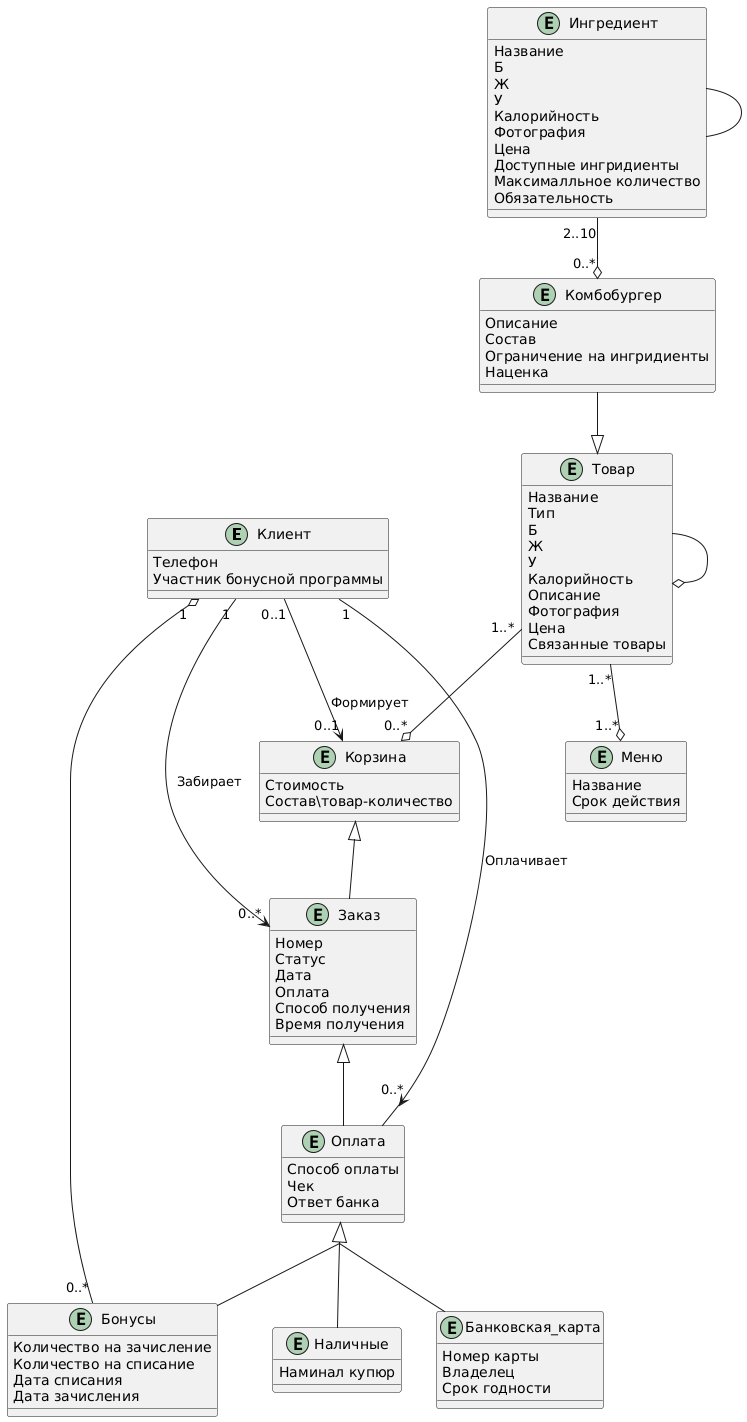 E Ингредиент
Название
Б
Ж
У
Калорийность
Фотография
Цена
Доступные ингридиенты
Максималльное количество
Обязательность
2..10
0..*
E Комбобургер
Описание
Состав
Ограничение на ингридиенты
Наценка
E Товар
Название
Тип
Б
Ж
У
Калорийность
Описание
Фотография
Цена
Связанные товары
E Клиент
Телефон
Участник бонусной программы
1
1
0..1
1
1..*
1..*
Формирует
0..1
0..*
1..*
E Корзина
Стоимость
Состав\товар-количество
E Меню
Название
Срок действия
Забирает
Оплачивает
0..*
E Заказ
Номер
Статус
Дата
Оплата
Способ получения
Время получения
0..*
E Оплата
Способ оплаты
Чек
Ответ банка
0..*
E Бонусы
Количество на зачисление
Количество на списание
Дата списания
Дата зачисления
E Наличные
Наминал купюр
E Банковская_карта
Номер карты
Владелец
Срок годности